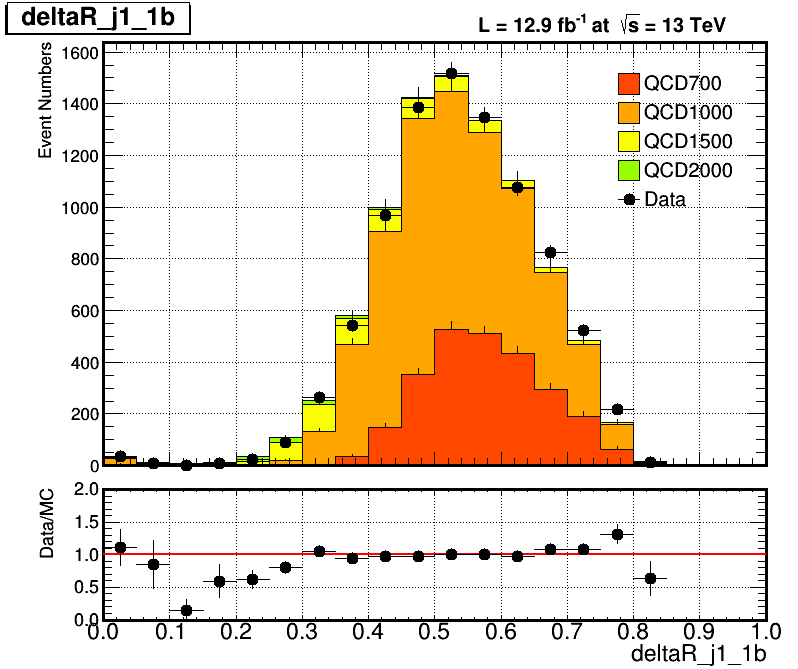 deltaR_j1_1b
L = 12.9 fb⁻¹ at √s = 13 TeV
Event Numbers
1600
1400
1200
1000
800
600
400
200
0
QCD700
QCD1000
QCD1500
QCD2000
Data
Data/MC
2.0
1.5
1.0
0.5
0.0
0.0 0.1 0.2 0.3 0.4 0.5 0.6 0.7 0.8 0.9 1.0
deltaR_j1_1b